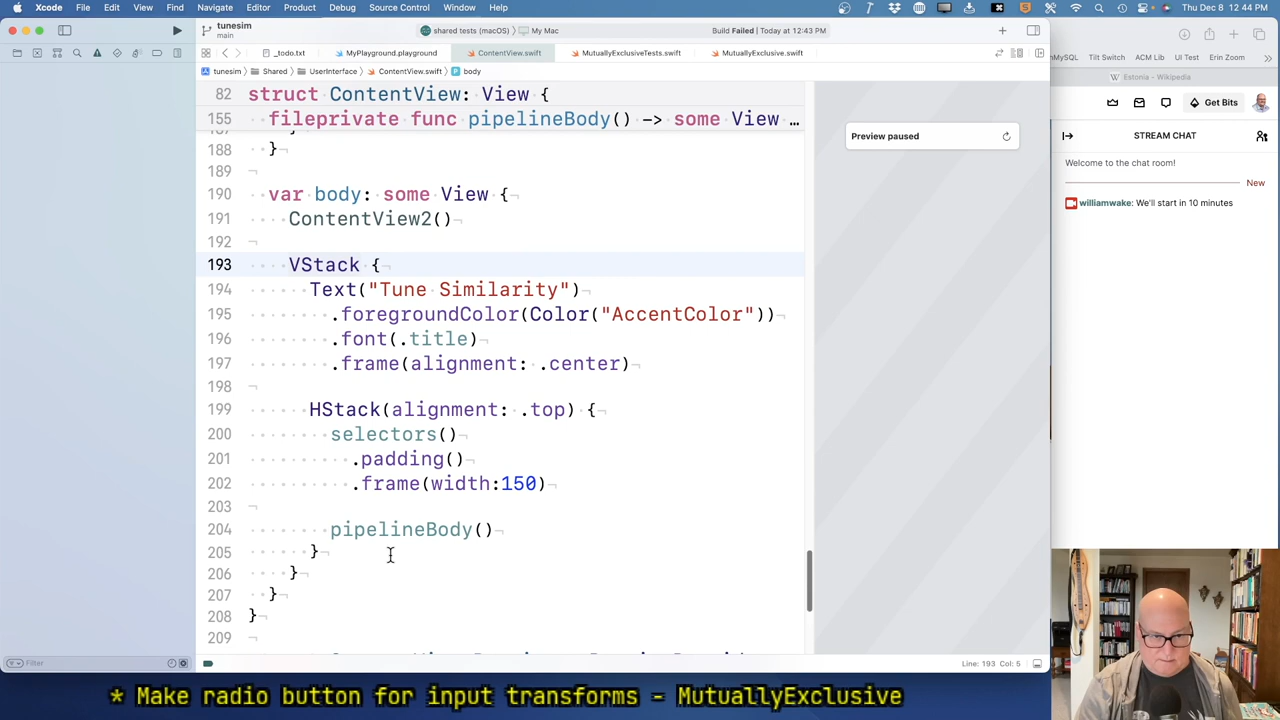 Xcode File Edit View Find Navigate Editor Product Debug Source Control Window Help
tunesim
main
shared tests (macOS) My Mac
Build Failed | Today at 12:43 PM
_todo.txt MyPlayground.playground ContentView.swift MutuallyExclusiveTests.swift MutuallyExclusive.swift
tunesim Shared UserInterface ContentView.swift body
82 struct ContentView: View {
155 fileprivate func pipelineBody() -> some View …
188 }
189
190 var body: some View {
191 ContentView2()
192
193 VStack {
194 Text("Tune Similarity")
195 .foregroundColor(Color("AccentColor"))
196 .font(.title)
197 .frame(alignment: .center)
198
199 HStack(alignment: .top) {
200 selectors()
201 .padding()
202 .frame(width:150)
203
204 pipelineBody()
205 }
206 }
207 }
208 }
209
Filter
Line: 193 Col: 5
Preview paused
nMySQL Tilt Switch ACM Lib UI Test Erin Zoom
Estonia - Wikipedia
Get Bits
STREAM CHAT
Welcome to the chat room!
New
williamwake: We'll start in 10 minutes
* Make radio button for input transforms - MutuallyExclusive